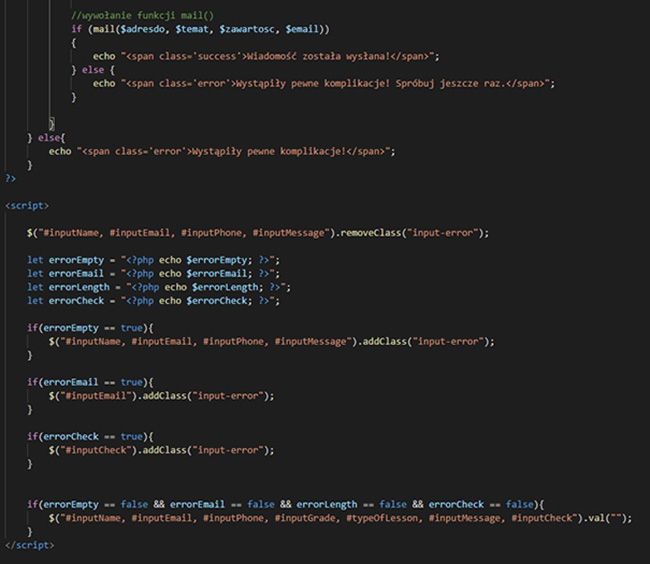 //wywołanie funkcji mail()
if (mail($adresdo, $temat, $zawartosc, $email))
{
echo "<span class='success'>Wiadomość została wysłana!</span>";
} else {
echo "<span class='error'>Wystąpiły pewne komplikacje! Spróbuj jeszcze raz.</span>";
}
}
} else{
echo "<span class='error'>Wystąpiły pewne komplikacje!</span>";
}
?>
<script>
$("#inputName, #inputEmail, #inputPhone, #inputMessage").removeClass("input-error");
let errorEmpty = "<?php echo $errorEmpty; ?>";
let errorEmail = "<?php echo $errorEmail; ?>";
let errorLength = "<?php echo $errorLength; ?>";
let errorCheck = "<?php echo $errorCheck; ?>";
if(errorEmpty == true){
$("#inputName, #inputEmail, #inputPhone, #inputMessage").addClass("input-error");
}
if(errorEmail == true){
$("#inputEmail").addClass("input-error");
}
if(errorCheck == true){
$("#inputCheck").addClass("input-error");
}
if(errorEmpty == false && errorEmail == false && errorLength == false && errorCheck == false){
$("#inputName, #inputEmail, #inputPhone, #inputGrade, #typeOfLesson, #inputMessage, #inputCheck").val("");
}
</script>